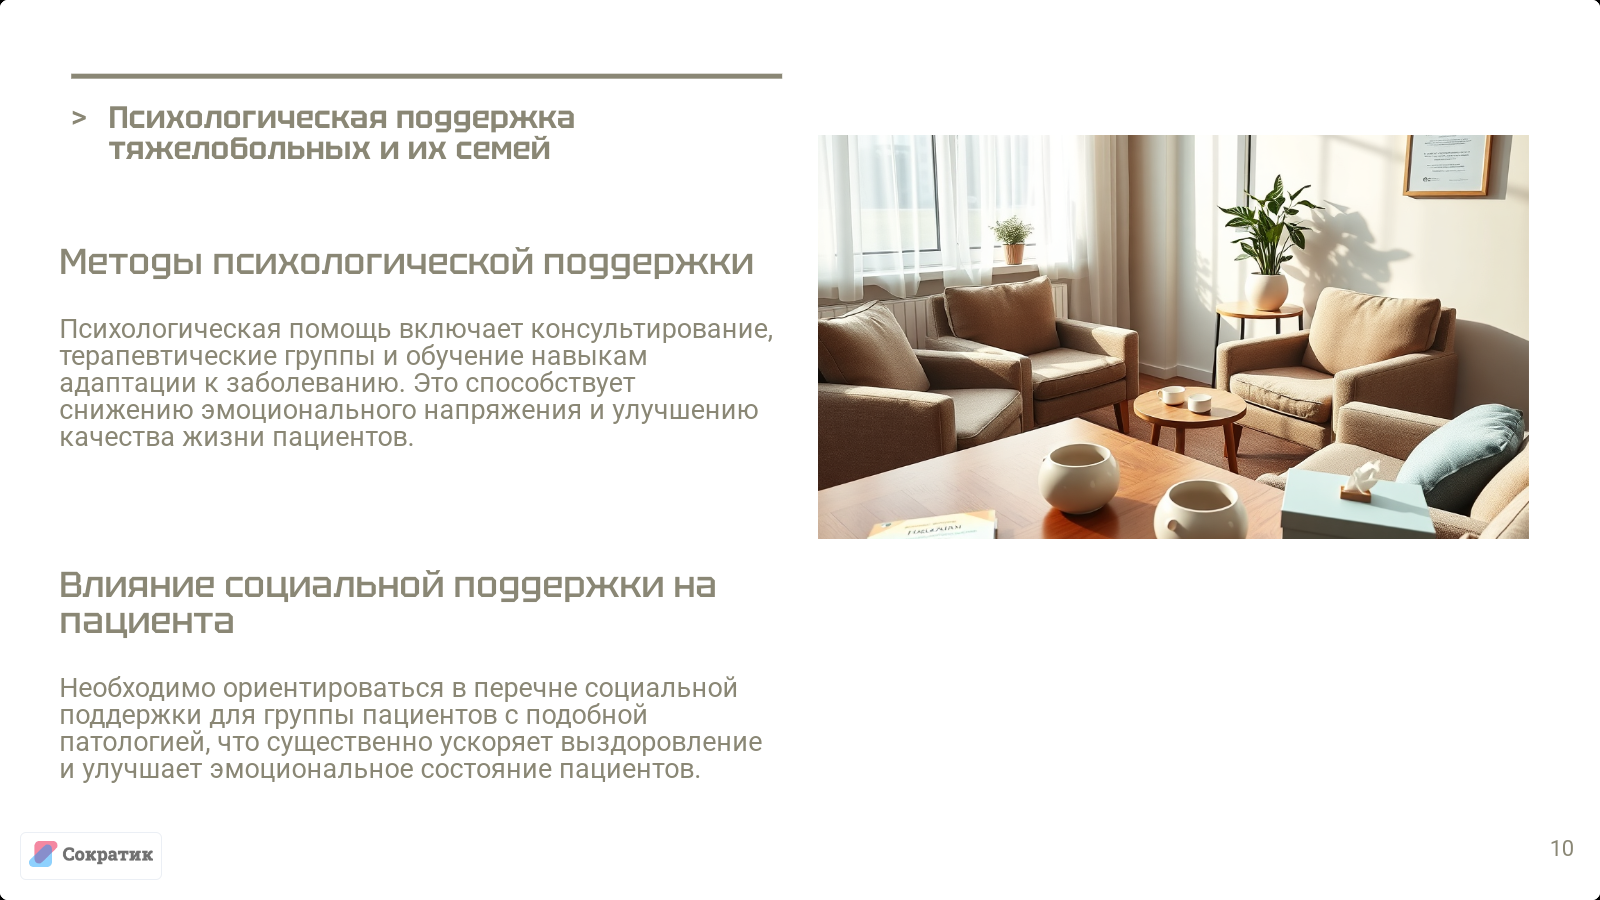 > Психологическая поддержка
тяжелобольных и их семей
Методы психологической поддержки
Психологическая помощь включает консультирование,
терапевтические группы и обучение навыкам
адаптации к заболеванию. Это способствует
снижению эмоционального напряжения и улучшению
качества жизни пациентов.
Влияние социальной поддержки на
пациента
Необходимо ориентироваться в перечне социальной
поддержки для группы пациентов с подобной
патологией, что существенно ускоряет выздоровление
и улучшает эмоциональное состояние пациентов.
Сократик
10